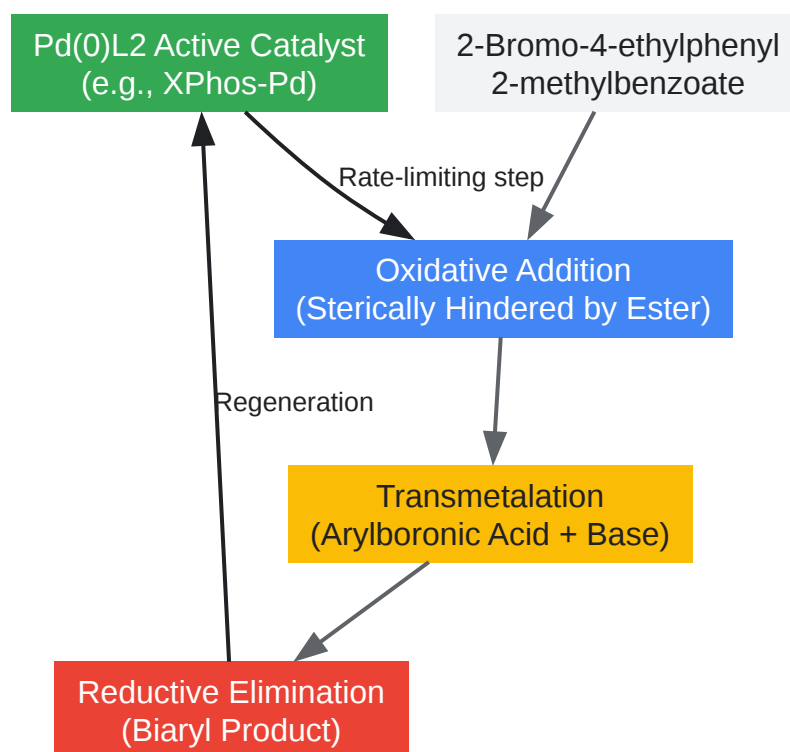 Pd(0)L2 Active Catalyst
(e.g., XPhos-Pd)
2-Bromo-4-ethylphenyl
2-methylbenzoate
Rate-limiting step
Oxidative Addition
(Sterically Hindered by Ester)
Regeneration
Transmetalation
(Arylboronic Acid + Base)
Reductive Elimination
(Biaryl Product)